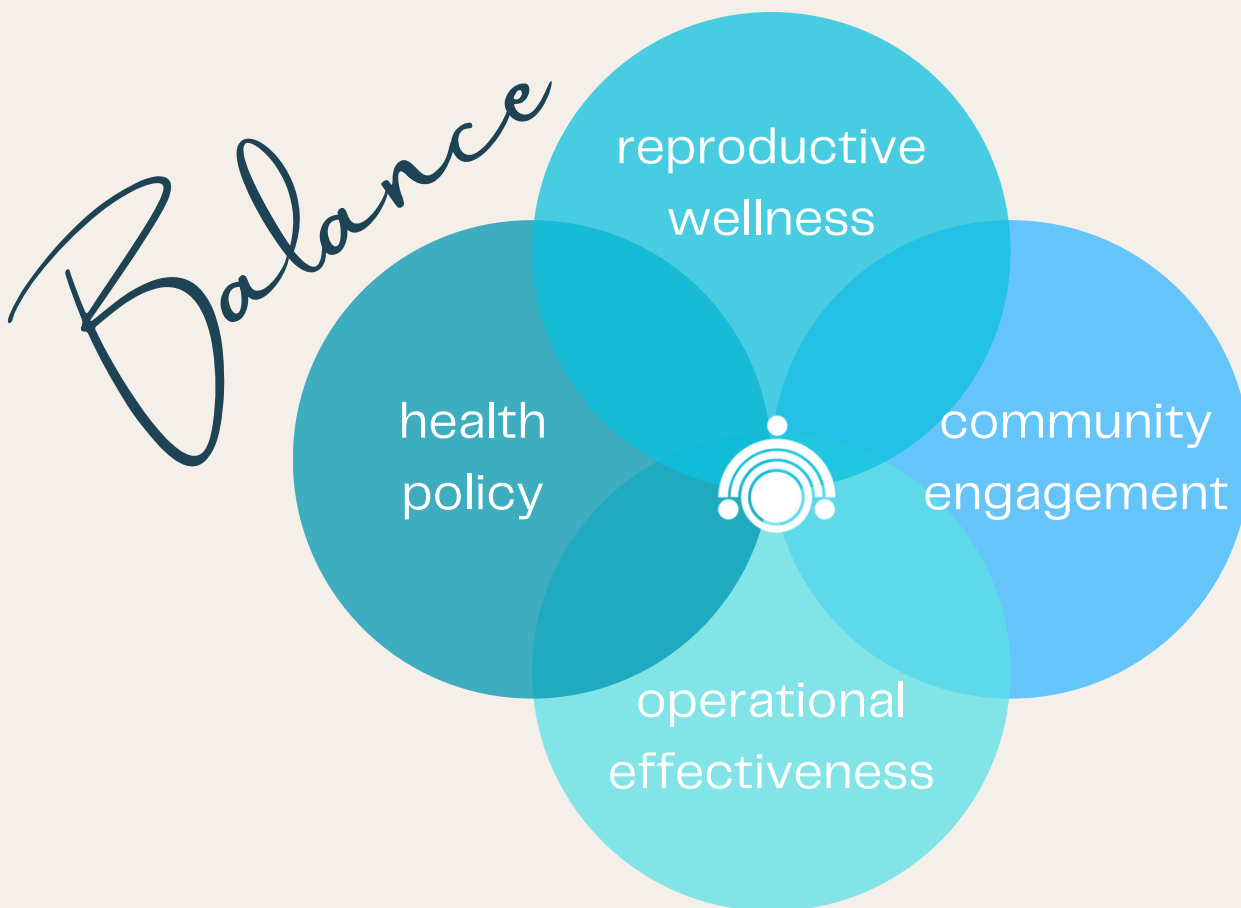 Balance
reproductive
wellness
health
policy
community
engagement
operational
effectiveness